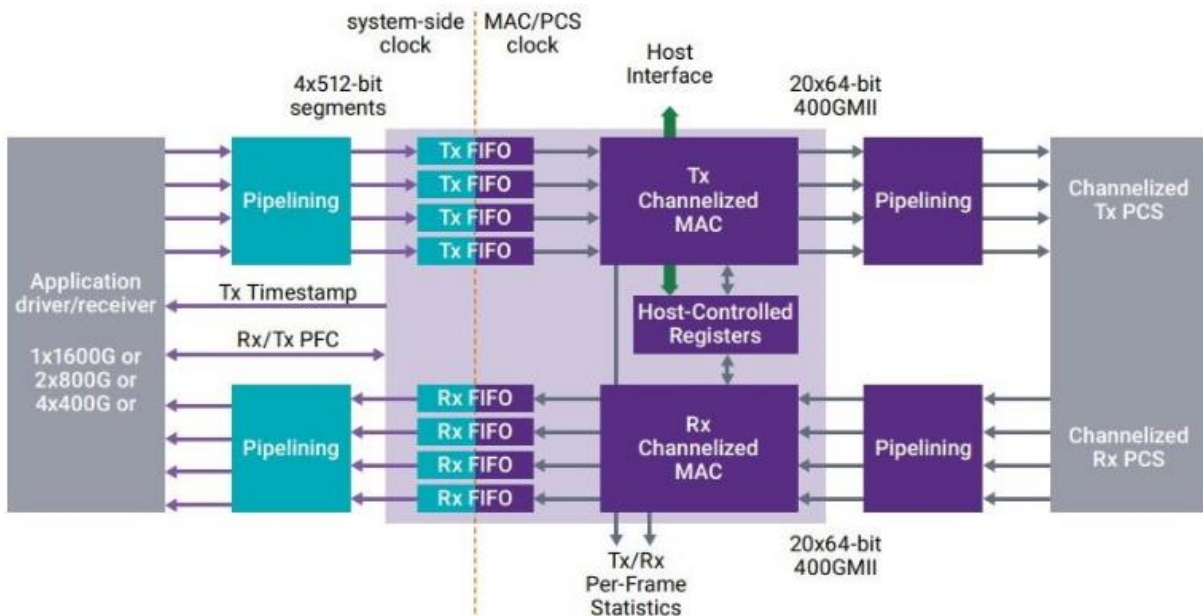 system-side
clock
MAC/PCS
clock
Host
Interface
4x512-bit
segments
20x64-bit
400GMII
Pipelining
Tx FIFO
Tx FIFO
Tx FIFO
Tx FIFO
Tx
Channelized
MAC
Pipelining
Channelized
Tx PCS
Application
driver/receiver
1x1600G or
2x800G or
4x400G or
Tx Timestamp
Rx/Tx PFC
Host-Controlled
Registers
Pipelining
Rx FIFO
Rx FIFO
Rx FIFO
Rx FIFO
Rx
Channelized
MAC
Pipelining
Channelized
Rx PCS
Tx/Rx
Per-Frame
Statistics
20x64-bit
400GMII